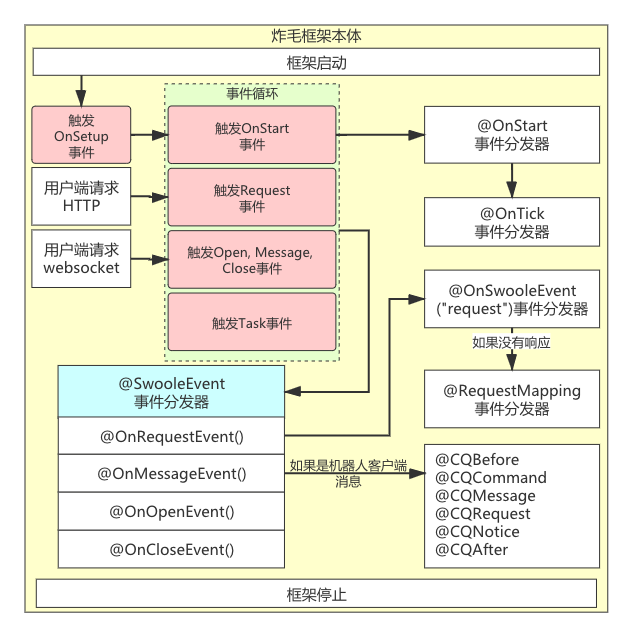 炸毛框架本体
框架启动
事件循环
触发
OnSetup
事件
触发OnStart
事件
@OnStart
事件分发器
用户端请求
HTTP
触发Request
事件
@OnTick
事件分发器
用户端请求
websocket
触发Open, Message,
Close事件
@OnSwooleEvent
("request")事件分发器
触发Task事件
如果没有响应
@SwooleEvent
事件分发器
@RequestMapping
事件分发器
@OnRequestEvent()
@OnMessageEvent()
如果是机器人客户端
消息
@OnOpenEvent()
@OnCloseEvent()
@CQBefore
@CQCommand
@CQMessage
@CQRequest
@CQNotice
@CQAfter
框架停止